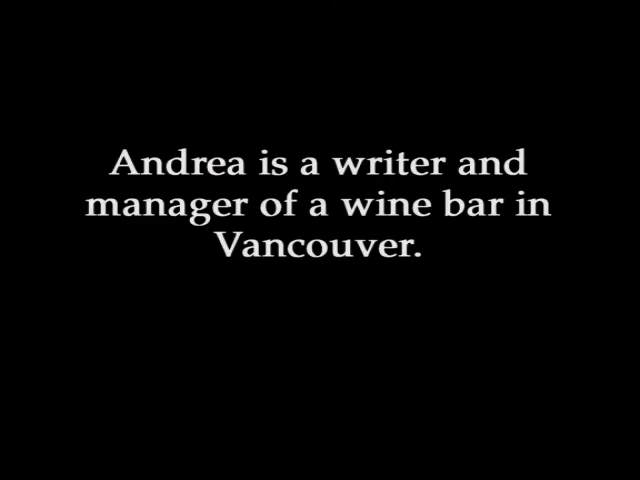 Andrea is a writer and
manager of a wine bar in
Vancouver.